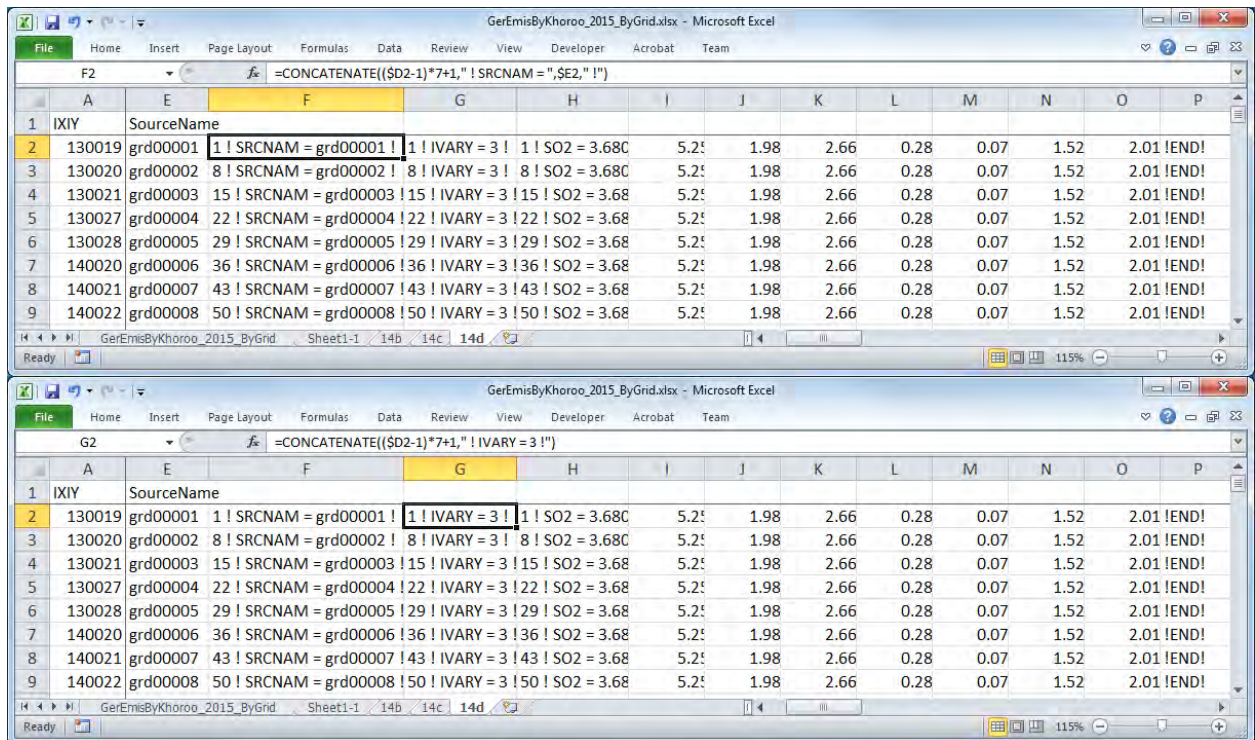 GerEmisByKhoroo_2015_ByGrid.xlsx - Microsoft Excel
File Home Insert Page Layout Formulas Data Review View Developer Acrobat Team
F2 fx =CONCATENATE(($D2-1)*7+1," ! SRCNAM = ",$E2," !")
A E F G H I J K L M N O P
1 IXIY SourceName
2 130019 grd00001 1 ! SRCNAM = grd00001 ! 1 ! IVARY = 3 ! 1 ! SO2 = 3.680 5.25 1.98 2.66 0.28 0.07 1.52 2.01 !END!
3 130020 grd00002 8 ! SRCNAM = grd00002 ! 8 ! IVARY = 3 ! 8 ! SO2 = 3.680 5.25 1.98 2.66 0.28 0.07 1.52 2.01 !END!
4 130021 grd00003 15 ! SRCNAM = grd00003 ! 15 ! IVARY = 3 ! 15 ! SO2 = 3.68 5.25 1.98 2.66 0.28 0.07 1.52 2.01 !END!
5 130027 grd00004 22 ! SRCNAM = grd00004 ! 22 ! IVARY = 3 ! 22 ! SO2 = 3.68 5.25 1.98 2.66 0.28 0.07 1.52 2.01 !END!
6 130028 grd00005 29 ! SRCNAM = grd00005 ! 29 ! IVARY = 3 ! 29 ! SO2 = 3.68 5.25 1.98 2.66 0.28 0.07 1.52 2.01 !END!
7 140020 grd00006 36 ! SRCNAM = grd00006 ! 36 ! IVARY = 3 ! 36 ! SO2 = 3.68 5.25 1.98 2.66 0.28 0.07 1.52 2.01 !END!
8 140021 grd00007 43 ! SRCNAM = grd00007 ! 43 ! IVARY = 3 ! 43 ! SO2 = 3.68 5.25 1.98 2.66 0.28 0.07 1.52 2.01 !END!
9 140022 grd00008 50 ! SRCNAM = grd00008 ! 50 ! IVARY = 3 ! 50 ! SO2 = 3.68 5.25 1.98 2.66 0.28 0.07 1.52 2.01 !END!
GerEmisByKhoroo_2015_ByGrid Sheet1-1 14b 14c 14d
Ready 115%
GerEmisByKhoroo_2015_ByGrid.xlsx - Microsoft Excel
File Home Insert Page Layout Formulas Data Review View Developer Acrobat Team
G2 fx =CONCATENATE(($D2-1)*7+1," ! IVARY = 3 !")
A E F G H I J K L M N O P
1 IXIY SourceName
2 130019 grd00001 1 ! SRCNAM = grd00001 ! 1 ! IVARY = 3 ! 1 ! SO2 = 3.680 5.25 1.98 2.66 0.28 0.07 1.52 2.01 !END!
3 130020 grd00002 8 ! SRCNAM = grd00002 ! 8 ! IVARY = 3 ! 8 ! SO2 = 3.680 5.25 1.98 2.66 0.28 0.07 1.52 2.01 !END!
4 130021 grd00003 15 ! SRCNAM = grd00003 ! 15 ! IVARY = 3 ! 15 ! SO2 = 3.68 5.25 1.98 2.66 0.28 0.07 1.52 2.01 !END!
5 130027 grd00004 22 ! SRCNAM = grd00004 ! 22 ! IVARY = 3 ! 22 ! SO2 = 3.68 5.25 1.98 2.66 0.28 0.07 1.52 2.01 !END!
6 130028 grd00005 29 ! SRCNAM = grd00005 ! 29 ! IVARY = 3 ! 29 ! SO2 = 3.68 5.25 1.98 2.66 0.28 0.07 1.52 2.01 !END!
7 140020 grd00006 36 ! SRCNAM = grd00006 ! 36 ! IVARY = 3 ! 36 ! SO2 = 3.68 5.25 1.98 2.66 0.28 0.07 1.52 2.01 !END!
8 140021 grd00007 43 ! SRCNAM = grd00007 ! 43 ! IVARY = 3 ! 43 ! SO2 = 3.68 5.25 1.98 2.66 0.28 0.07 1.52 2.01 !END!
9 140022 grd00008 50 ! SRCNAM = grd00008 ! 50 ! IVARY = 3 ! 50 ! SO2 = 3.68 5.25 1.98 2.66 0.28 0.07 1.52 2.01 !END!
GerEmisByKhoroo_2015_ByGrid Sheet1-1 14b 14c 14d
Ready 115%